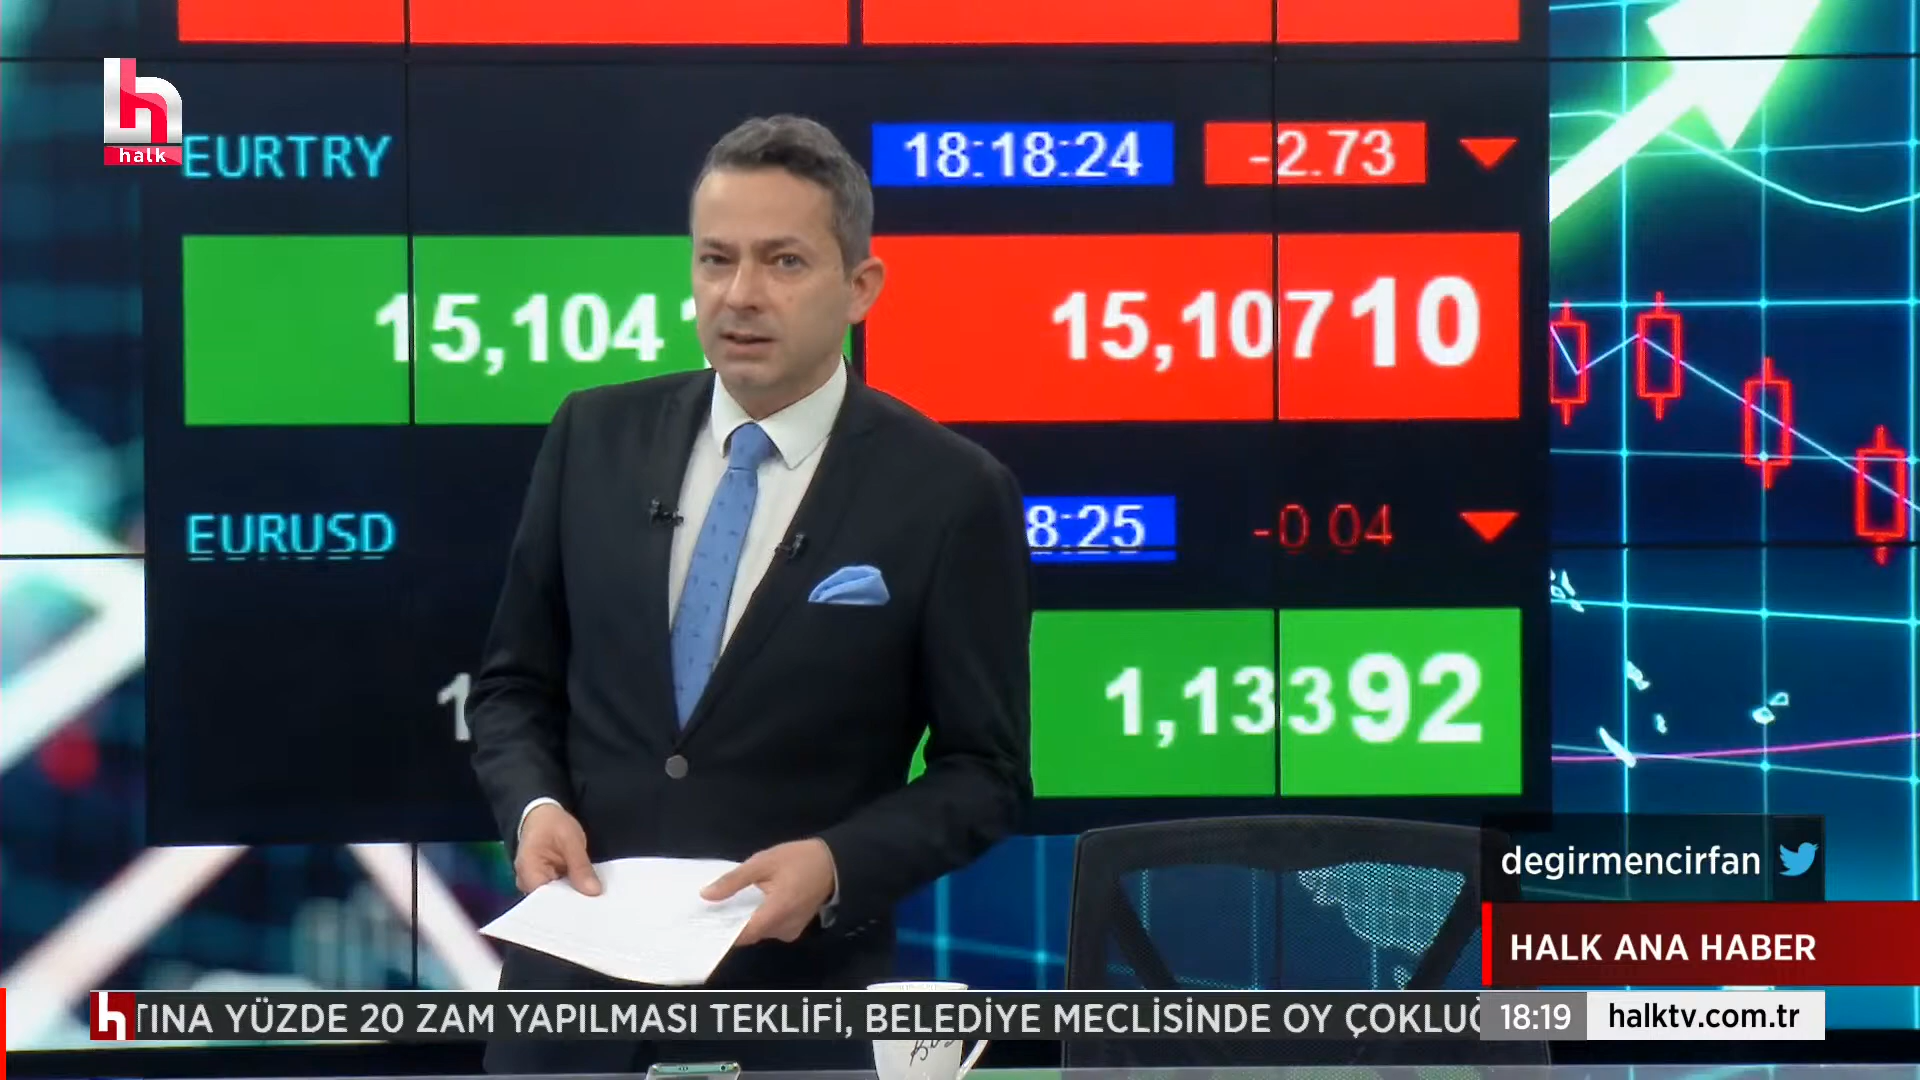 h
halk
EURTRY
18:18:24
-2.73
15,104
15,10710
EURUSD
8:25
-0.04
1,13392
degirmencirfan
HALK ANA HABER
h
TINA YÜZDE 20 ZAM YAPILMASI TEKLİFİ, BELEDİYE MECLİSİNDE OY ÇOKLUĞ
18:19
halktv.com.tr